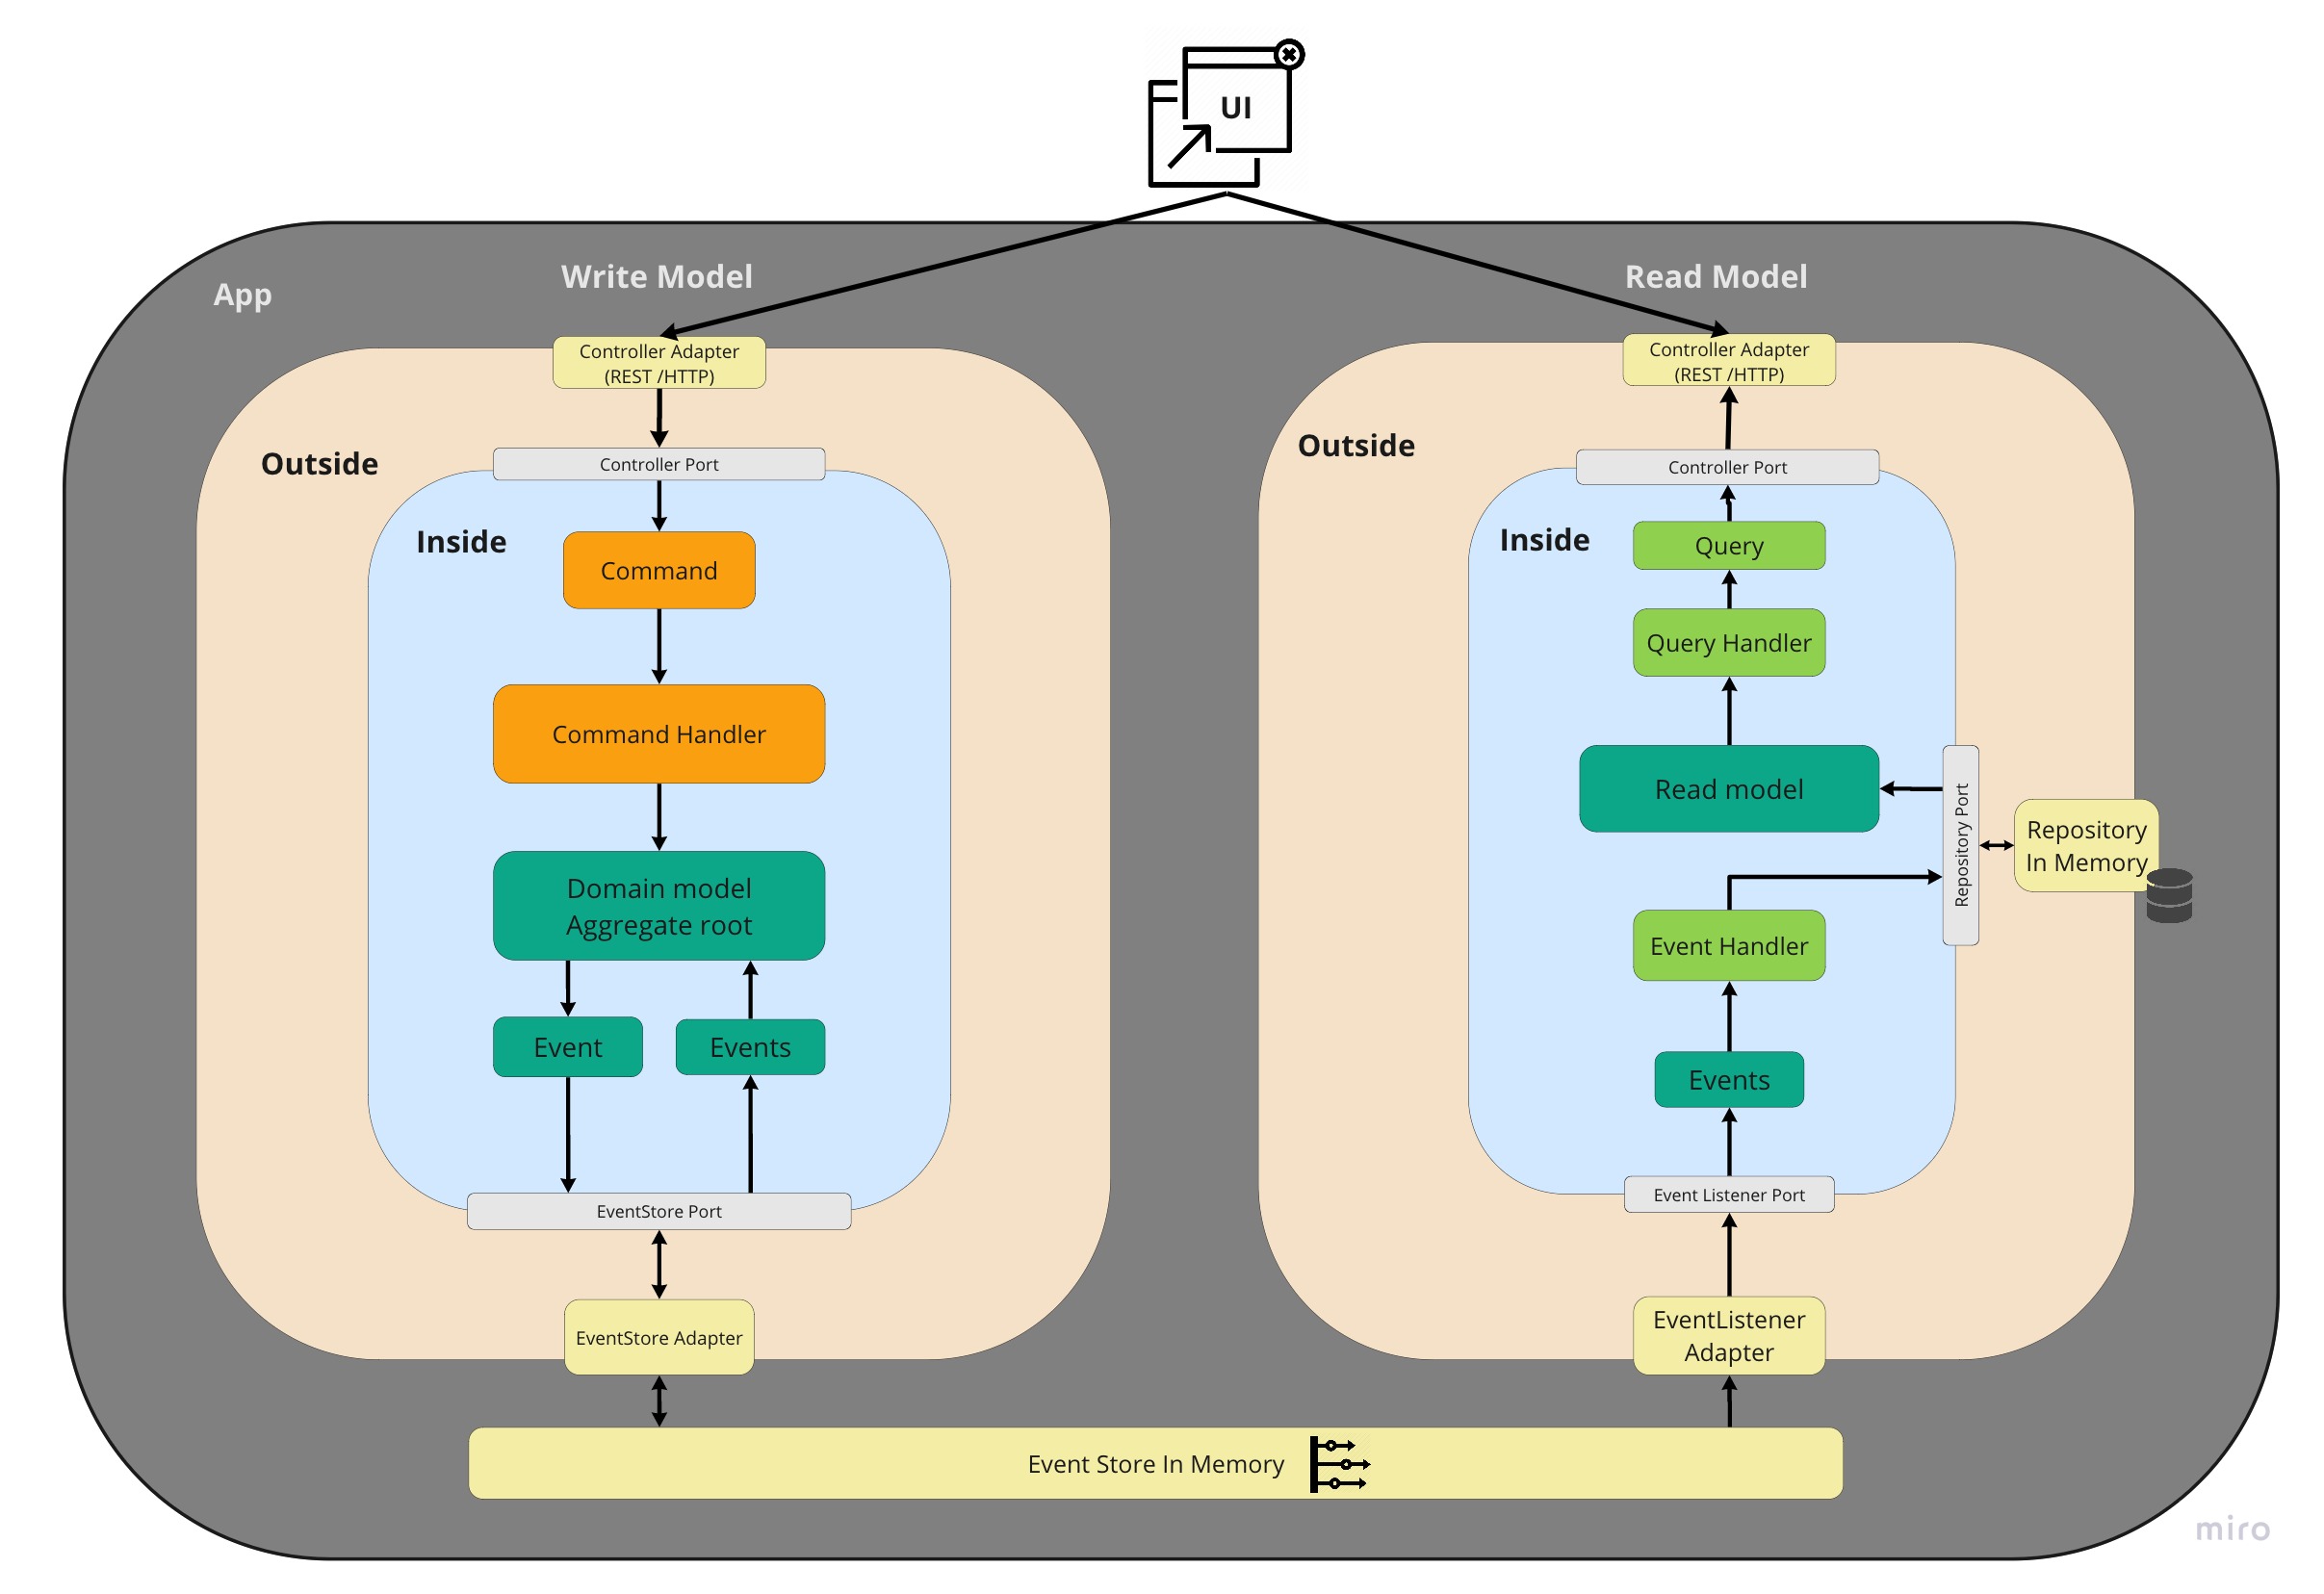 UI
App
Write Model
Read Model
Controller Adapter
(REST /HTTP)
Outside
Controller Port
Inside
Command
Command Handler
Domain model
Aggregate root
Event
Events
EventStore Port
EventStore Adapter
Controller Adapter
(REST /HTTP)
Outside
Controller Port
Inside
Query
Query Handler
Read model
Repository Port
Repository
In Memory
Event Handler
Events
Event Listener Port
EventListener
Adapter
Event Store In Memory
miro